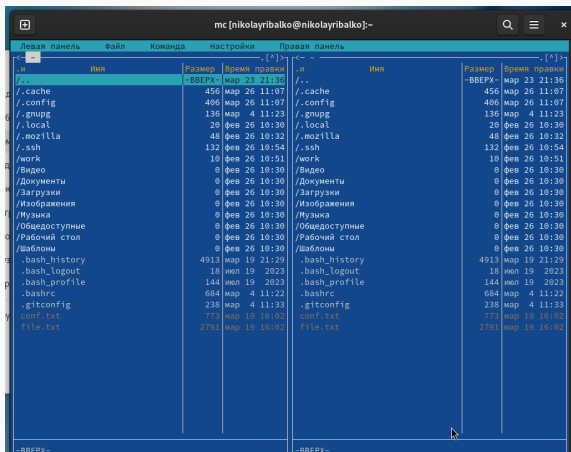 mc [nikolayribalko@nikolayribalko]:~
Левая панель Файл Команда Настройки Правая панель
<- ~ .[^]> <- ~ .[^]>
.и Имя Размер Время правки .и Имя Размер Время правки
/.. -ВВЕРХ- мар 23 21:36 /.. -ВВЕРХ- мар 23 21:36
/.cache 456 мар 26 11:07 /.cache 456 мар 26 11:07
/.config 406 мар 26 11:07 /.config 406 мар 26 11:07
/.gnupg 136 мар 4 11:23 /.gnupg 136 мар 4 11:23
/.local 20 фев 26 10:30 /.local 20 фев 26 10:30
/.mozilla 48 фев 26 10:32 /.mozilla 48 фев 26 10:32
/.ssh 132 фев 26 10:54 /.ssh 132 фев 26 10:54
/work 10 фев 26 10:51 /work 10 фев 26 10:51
/Видео 0 фев 26 10:30 /Видео 0 фев 26 10:30
/Документы 0 фев 26 10:30 /Документы 0 фев 26 10:30
/Загрузки 0 фев 26 10:30 /Загрузки 0 фев 26 10:30
/Изображения 0 фев 26 10:30 /Изображения 0 фев 26 10:30
/Музыка 0 фев 26 10:30 /Музыка 0 фев 26 10:30
/Общедоступные 0 фев 26 10:30 /Общедоступные 0 фев 26 10:30
/Рабочий стол 0 фев 26 10:30 /Рабочий стол 0 фев 26 10:30
/Шаблоны 0 фев 26 10:30 /Шаблоны 0 фев 26 10:30
.bash_history 4913 мар 19 21:29 .bash_history 4913 мар 19 21:29
.bash_logout 18 июл 19 2023 .bash_logout 18 июл 19 2023
.bash_profile 144 июл 19 2023 .bash_profile 144 июл 19 2023
.bashrc 684 мар 4 11:22 .bashrc 684 мар 4 11:22
.gitconfig 238 мар 4 11:33 .gitconfig 238 мар 4 11:33
conf.txt 773 мар 19 16:02 conf.txt 773 мар 19 16:02
file.txt 2791 мар 19 16:02 file.txt 2791 мар 19 16:02
-ВВЕРХ- -ВВЕРХ-